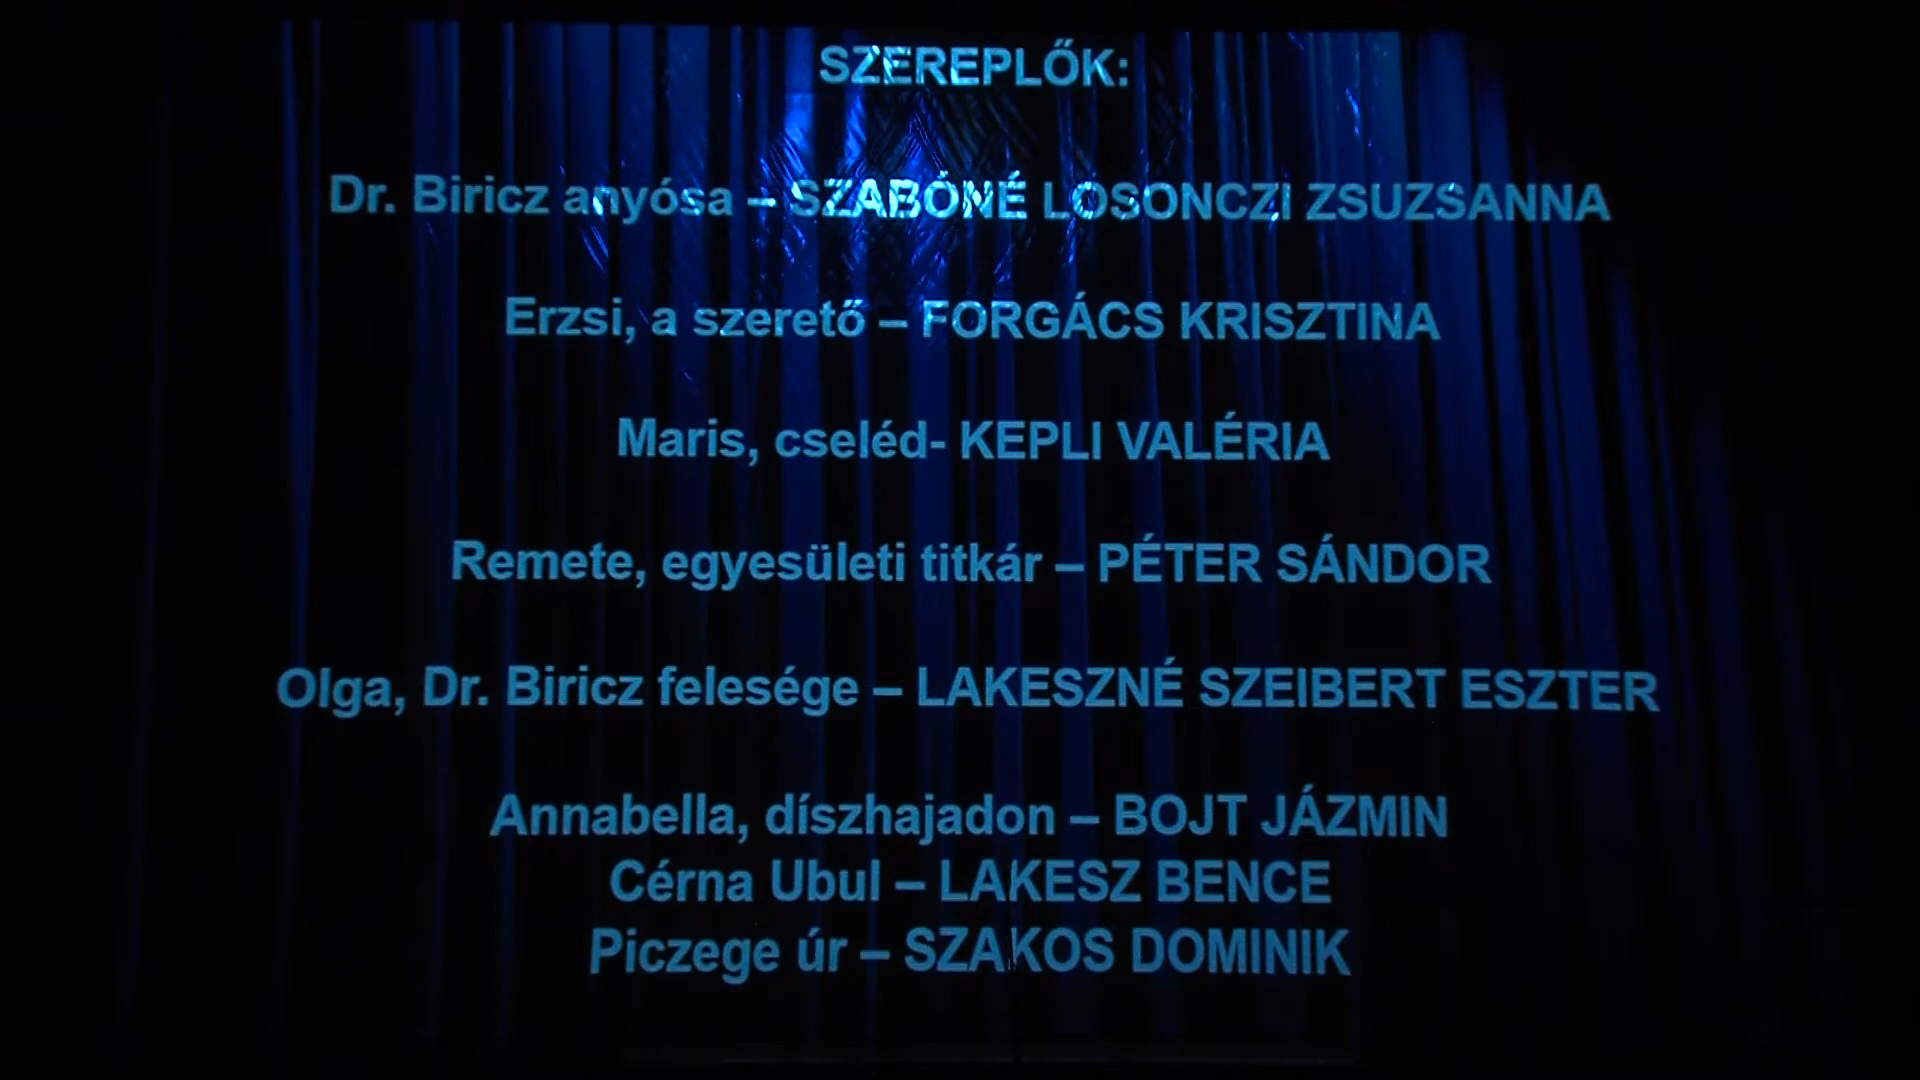 SZEREPLŐK:
Dr. Biricz anyósa – SZABÓNÉ LOSONCZI ZSUZSANNA
Erzsi, a szerető – FORGÁCS KRISZTINA
Maris, cseléd- KEPLI VALÉRIA
Remete, egyesületi titkár – PÉTER SÁNDOR
Olga, Dr. Biricz felesége – LAKESZNÉ SZEIBERT ESZTER
Annabella, díszhajadon – BOJT JÁZMIN
Cérna Ubul – LAKESZ BENCE
Piczege úr – SZAKOS DOMINIK